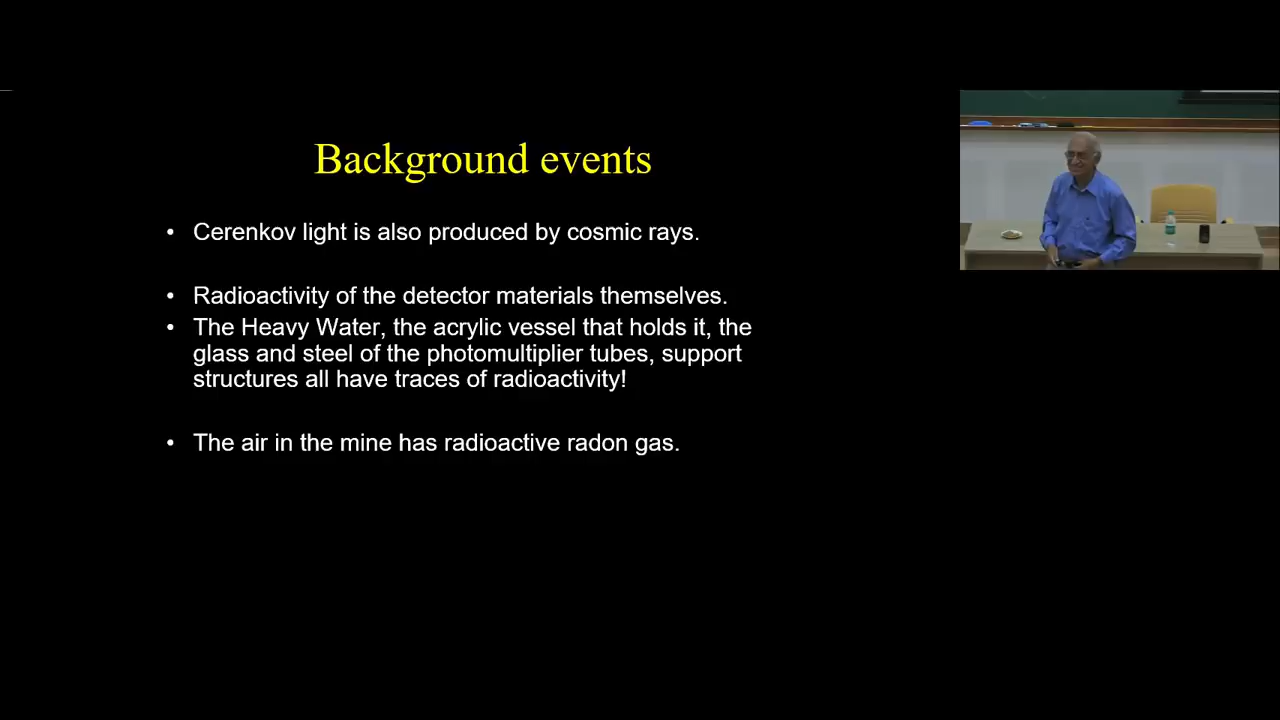 Background events
• Cerenkov light is also produced by cosmic rays.
• Radioactivity of the detector materials themselves.
• The Heavy Water, the acrylic vessel that holds it, the
glass and steel of the photomultiplier tubes, support
structures all have traces of radioactivity!
• The air in the mine has radioactive radon gas.